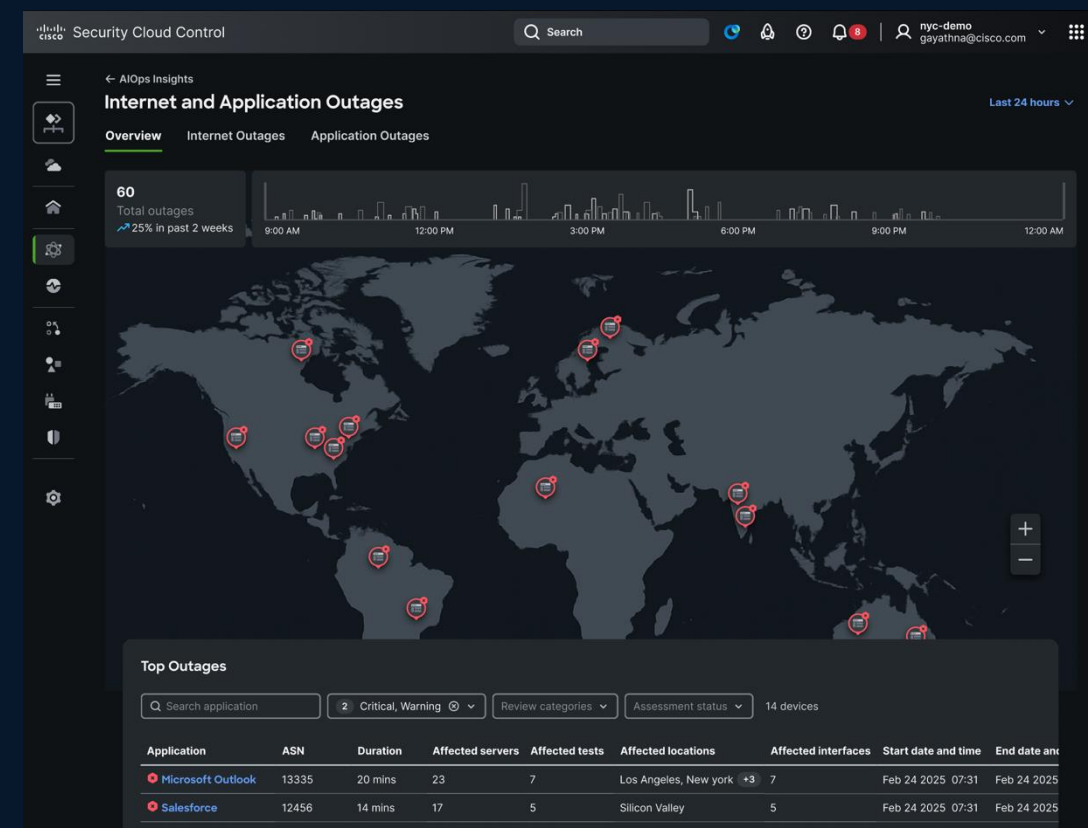 cisco Security Cloud Control
Search
8
nyc-demo
gayathna@cisco.com
← AIOps Insights
Internet and Application Outages
Last 24 hours
Overview Internet Outages Application Outages
60
Total outages
25% in past 2 weeks
9:00 AM 12:00 PM 3:00 PM 6:00 PM 9:00 PM 12:00 AM
+
−
Top Outages
Search application 2 Critical, Warning Review categories Assessment status 14 devices
Application ASN Duration Affected servers Affected tests Affected locations Affected interfaces Start date and time End date and
Microsoft Outlook 13335 20 mins 23 7 Los Angeles, New york +3 7 Feb 24 2025 07:31 Feb 24 2025
Salesforce 12456 14 mins 17 5 Silicon Valley 5 Feb 24 2025 07:31 Feb 24 2025